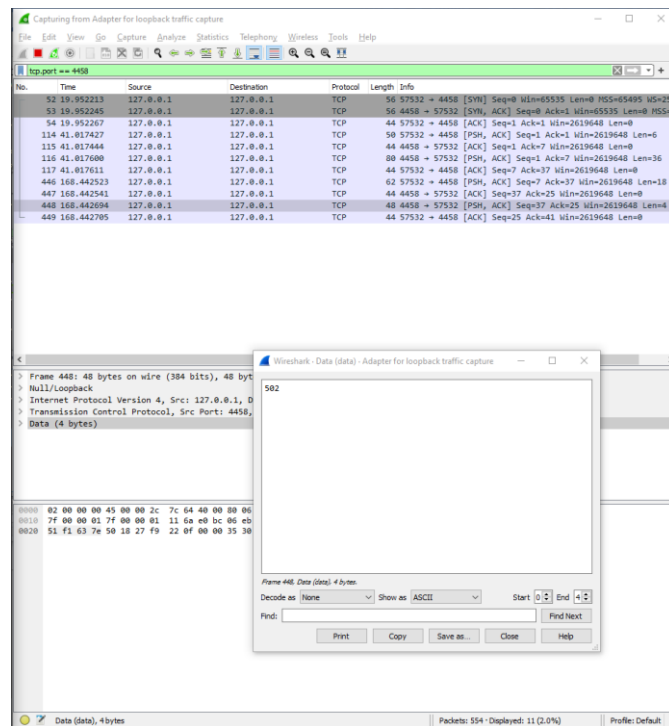 Capturing from Adapter for loopback traffic capture
File Edit View Go Capture Analyze Statistics Telephony Wireless Tools Help
tcp.port == 4458
No. Time Source Destination Protocol Length Info
52 19.952213 127.0.0.1 127.0.0.1 TCP 56 57532 → 4458 [SYN] Seq=0 Win=65535 Len=0 MSS=65495 WS=25
53 19.952245 127.0.0.1 127.0.0.1 TCP 56 4458 → 57532 [SYN, ACK] Seq=0 Ack=1 Win=65535 Len=0 MSS=
54 19.952267 127.0.0.1 127.0.0.1 TCP 44 57532 → 4458 [ACK] Seq=1 Ack=1 Win=2619648 Len=0
114 41.017427 127.0.0.1 127.0.0.1 TCP 50 57532 → 4458 [PSH, ACK] Seq=1 Ack=1 Win=2619648 Len=6
115 41.017444 127.0.0.1 127.0.0.1 TCP 44 4458 → 57532 [ACK] Seq=1 Ack=7 Win=2619648 Len=0
116 41.017600 127.0.0.1 127.0.0.1 TCP 80 4458 → 57532 [PSH, ACK] Seq=1 Ack=7 Win=2619648 Len=36
117 41.017611 127.0.0.1 127.0.0.1 TCP 44 57532 → 4458 [ACK] Seq=7 Ack=37 Win=2619648 Len=0
446 168.442523 127.0.0.1 127.0.0.1 TCP 62 57532 → 4458 [PSH, ACK] Seq=7 Ack=37 Win=2619648 Len=18
447 168.442541 127.0.0.1 127.0.0.1 TCP 44 4458 → 57532 [ACK] Seq=37 Ack=25 Win=2619648 Len=0
448 168.442694 127.0.0.1 127.0.0.1 TCP 48 4458 → 57532 [PSH, ACK] Seq=37 Ack=25 Win=2619648 Len=4
449 168.442705 127.0.0.1 127.0.0.1 TCP 44 57532 → 4458 [ACK] Seq=25 Ack=41 Win=2619648 Len=0
Wireshark · Data (data) · Adapter for loopback traffic capture
502
Frame 448: 48 bytes on wire (384 bits), 48 byt
Null/Loopback
Internet Protocol Version 4, Src: 127.0.0.1, D
Transmission Control Protocol, Src Port: 4458,
Data (4 bytes)
0000 02 00 00 00 45 00 00 2c 7c 64 40 00 80 06
0010 7f 00 00 01 7f 00 00 01 11 6a e0 bc 06 eb
0020 51 f1 63 7e 50 18 27 f9 22 0f 00 00 35 30
Frame 448, Data (data), 4 bytes.
Decode as None Show as ASCII Start 0 End 4
Find: Find Next
Print Copy Save as... Close Help
Data (data), 4 bytes Packets: 554 · Displayed: 11 (2.0%) Profile: Default